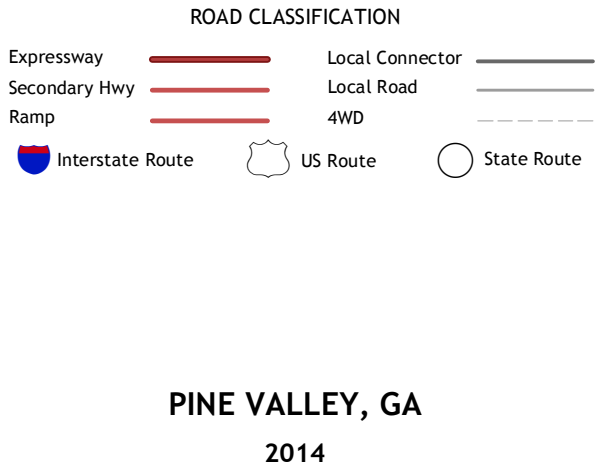 ROAD CLASSIFICATION
Expressway Local Connector
Secondary Hwy Local Road
Ramp 4WD
Interstate Route US Route State Route
PINE VALLEY, GA
2014